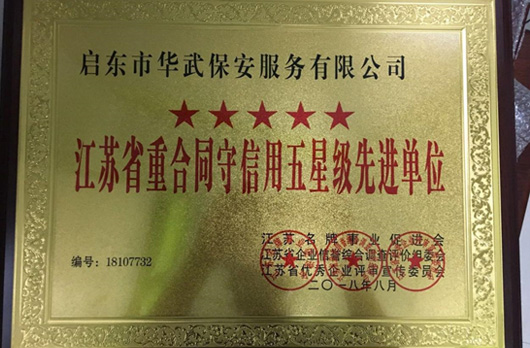 启东市华武保安服务有限公司
★★★★★
江苏省重合同守信用五星级先进单位
江苏名牌事业促进会
江苏省企业信誉综合调查评价组委会
编号:18107732
江苏省优秀企业评审宣传委员会
二〇一八年八月